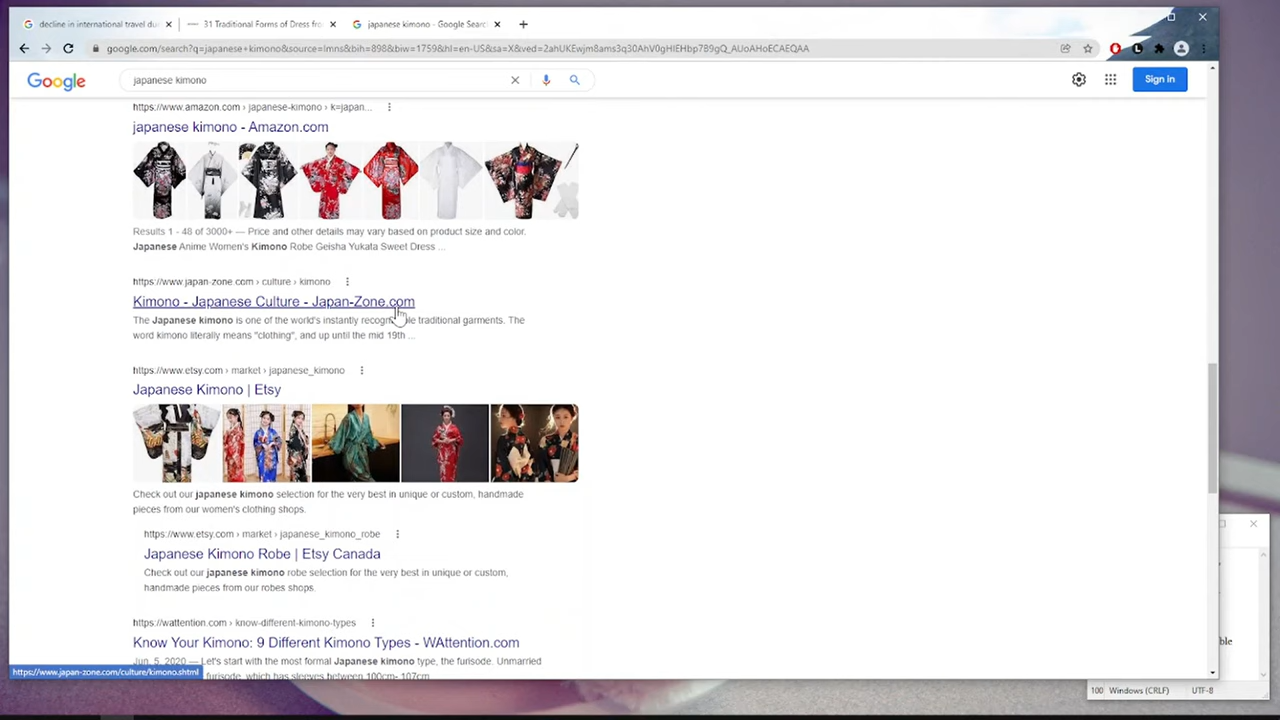 decline in international travel du
31 Traditional Forms of Dress from
japanese kimono - Google Searc
google.com/search?q=japanese+kimono&source=lmns&bih=898&biw=1759&hl=en-US&sa=X&ved=2ahUKEwjm8ams3q30AhV0gHIEHbp789gQ_AUoAHoECAEQAA
Google
japanese kimono
Sign in
https://www.amazon.com › japanese-kimono › k=japan...
japanese kimono - Amazon.com
Results 1 - 48 of 3000+ — Price and other details may vary based on product size and color.
Japanese Anime Women's Kimono Robe Geisha Yukata Sweet Dress ...
https://www.japan-zone.com › culture › kimono
Kimono - Japanese Culture - Japan-Zone.com
The Japanese kimono is one of the world's instantly recogn le traditional garments. The
word kimono literally means "clothing", and up until the mid 19th ...
https://www.etsy.com › market › japanese_kimono
Japanese Kimono | Etsy
Check out our japanese kimono selection for the very best in unique or custom, handmade
pieces from our women's clothing shops.
https://www.etsy.com › market › japanese_kimono_robe
Japanese Kimono Robe | Etsy Canada
Check out our japanese kimono robe selection for the very best in unique or custom,
handmade pieces from our robes shops.
https://wattention.com › know-different-kimono-types
Know Your Kimono: 9 Different Kimono Types - WAttention.com
Jun. 5, 2020 — Let's start with the most formal Japanese kimono type, the furisode. Unmarried
furisode, which has sleeves between 100cm- 107cm
https://www.japan-zone.com/culture/kimono.shtml
ble
100 Windows (CRLF) UTF-8